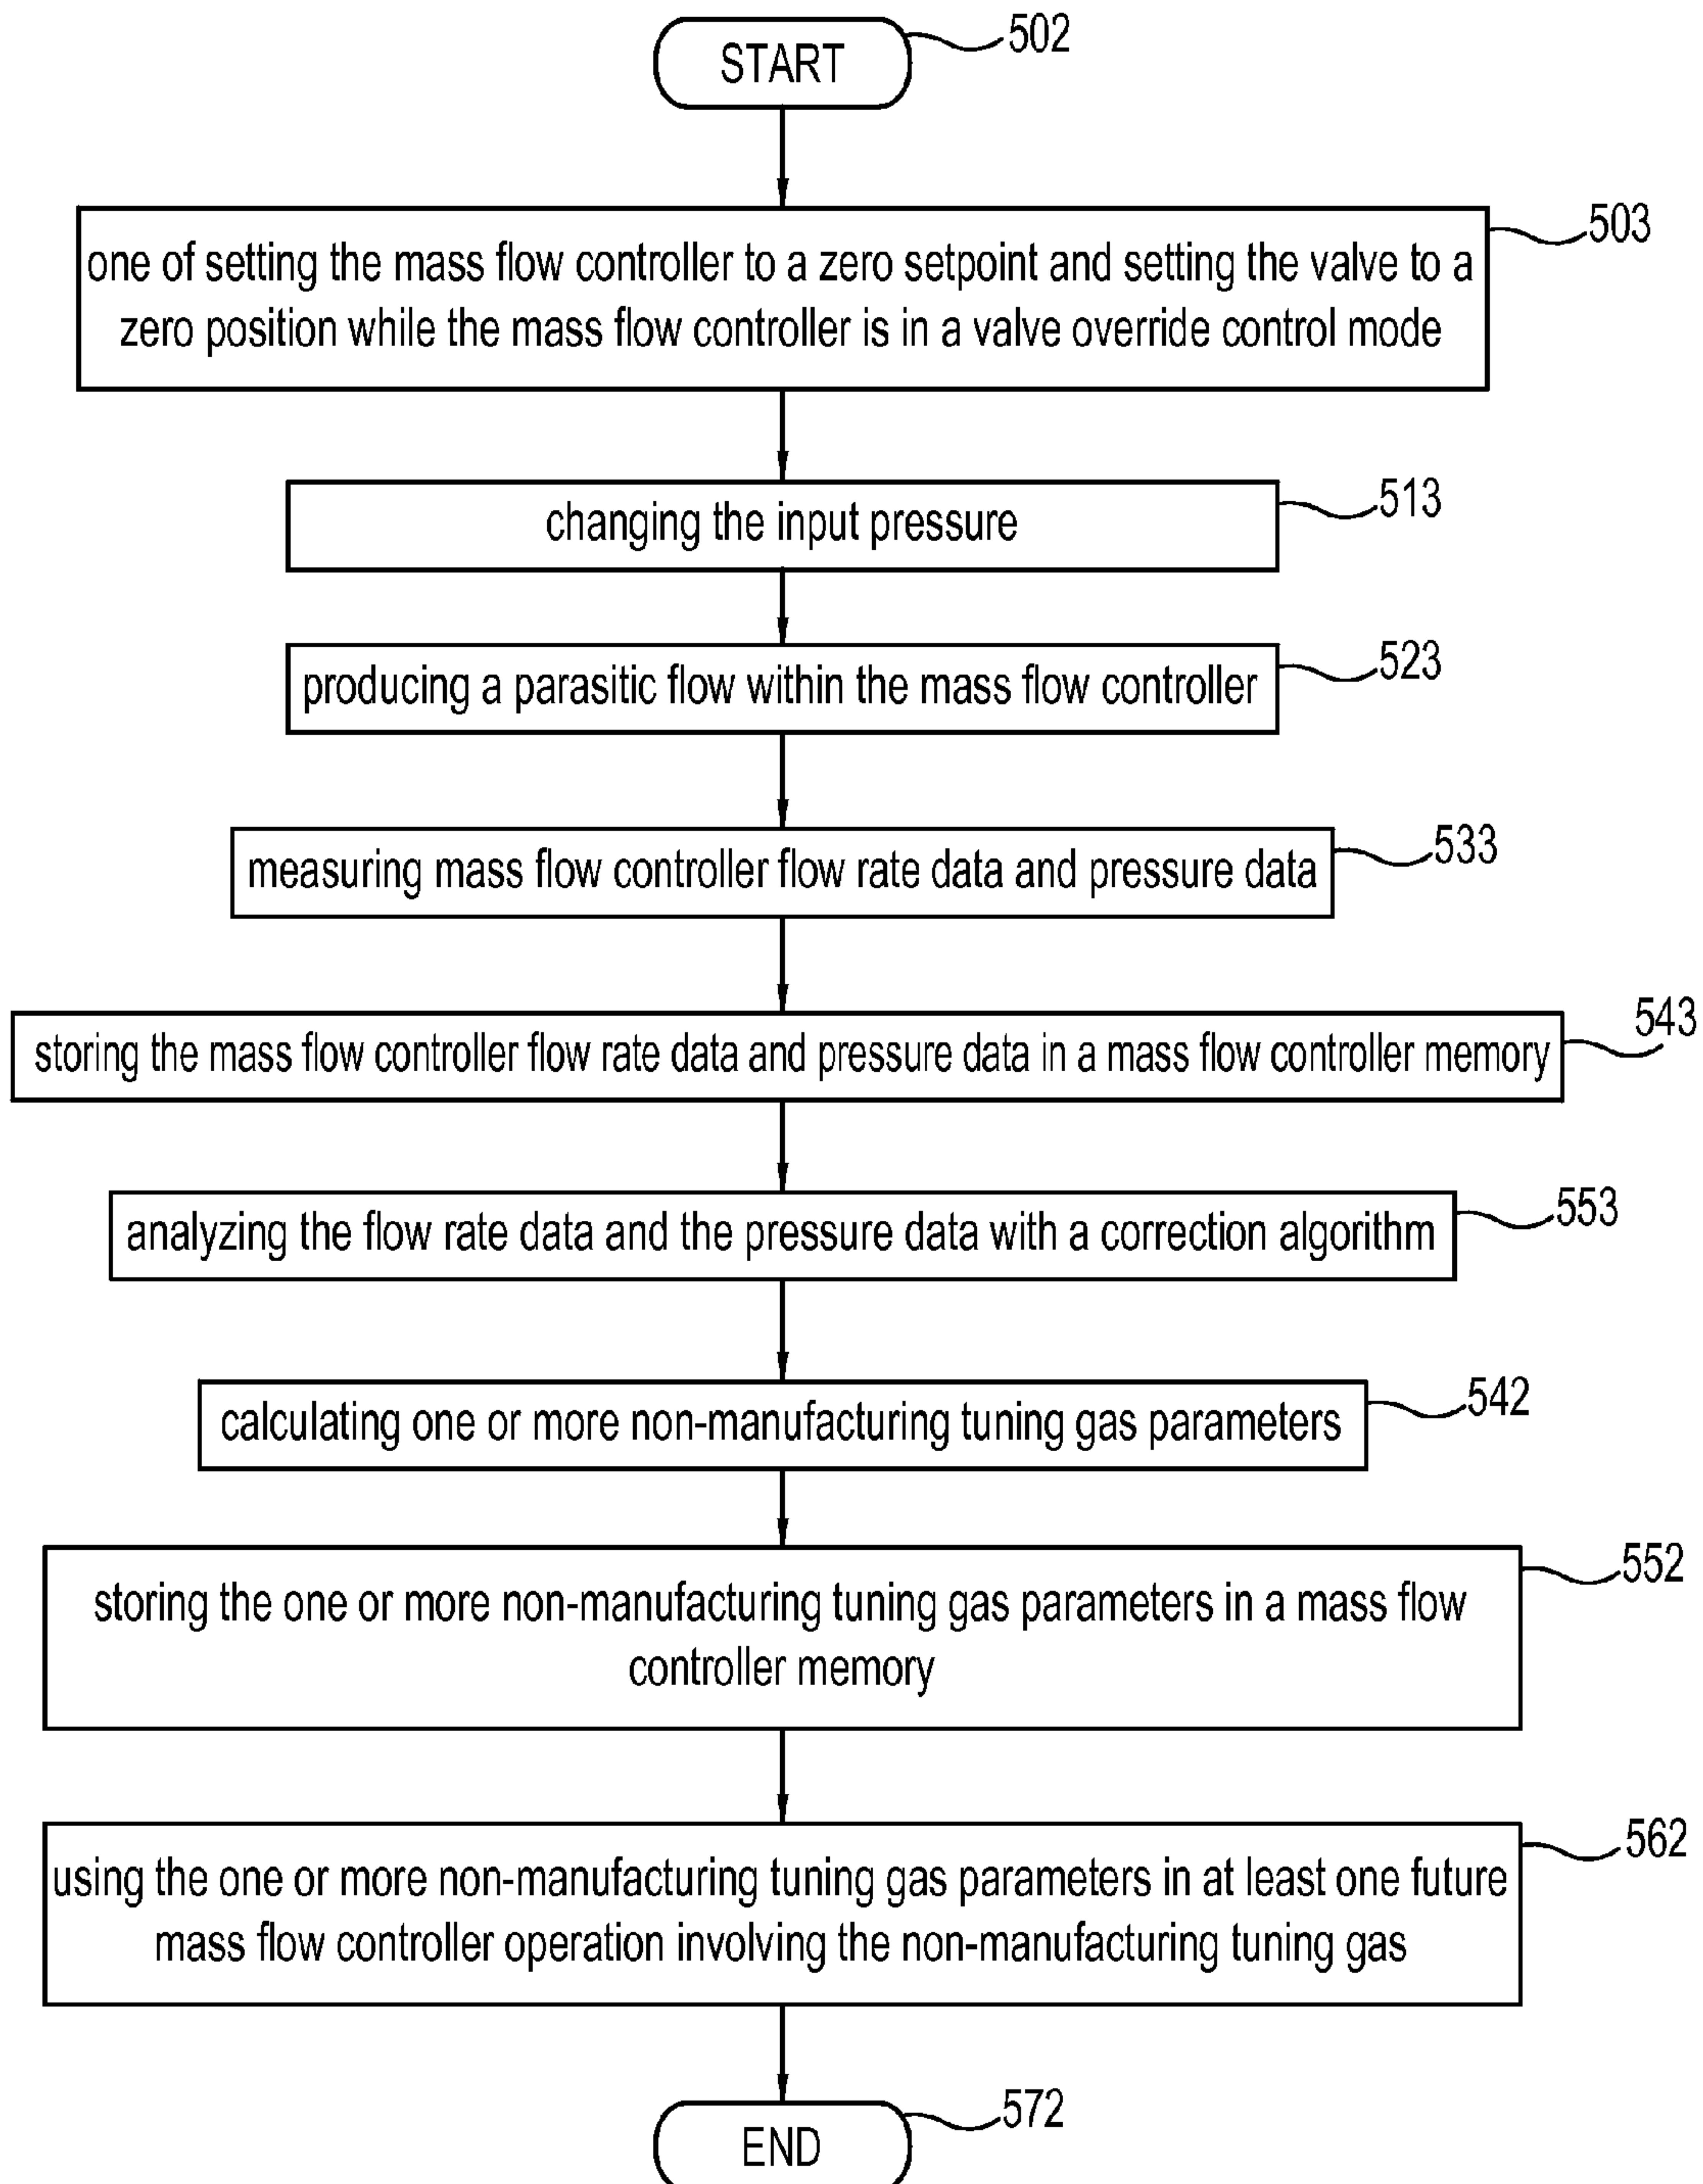 START
502
one of setting the mass flow controller to a zero setpoint and setting the valve to a
zero position while the mass flow controller is in a valve override control mode
503
changing the input pressure
513
producing a parasitic flow within the mass flow controller
523
measuring mass flow controller flow rate data and pressure data
533
storing the mass flow controller flow rate data and pressure data in a mass flow controller memory
543
analyzing the flow rate data and the pressure data with a correction algorithm
553
calculating one or more non-manufacturing tuning gas parameters
542
storing the one or more non-manufacturing tuning gas parameters in a mass flow
controller memory
552
using the one or more non-manufacturing tuning gas parameters in at least one future
mass flow controller operation involving the non-manufacturing tuning gas
562
END
572